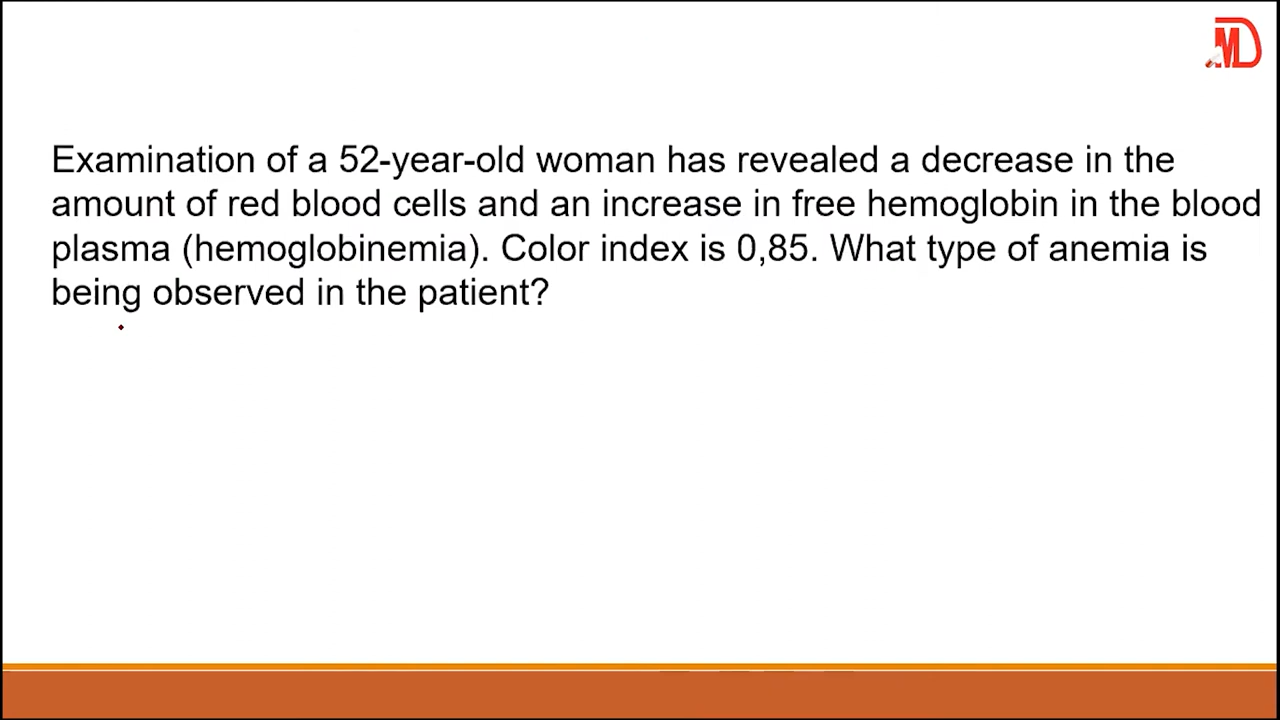 MD
Examination of a 52-year-old woman has revealed a decrease in the
amount of red blood cells and an increase in free hemoglobin in the blood
plasma (hemoglobinemia). Color index is 0,85. What type of anemia is
being observed in the patient?